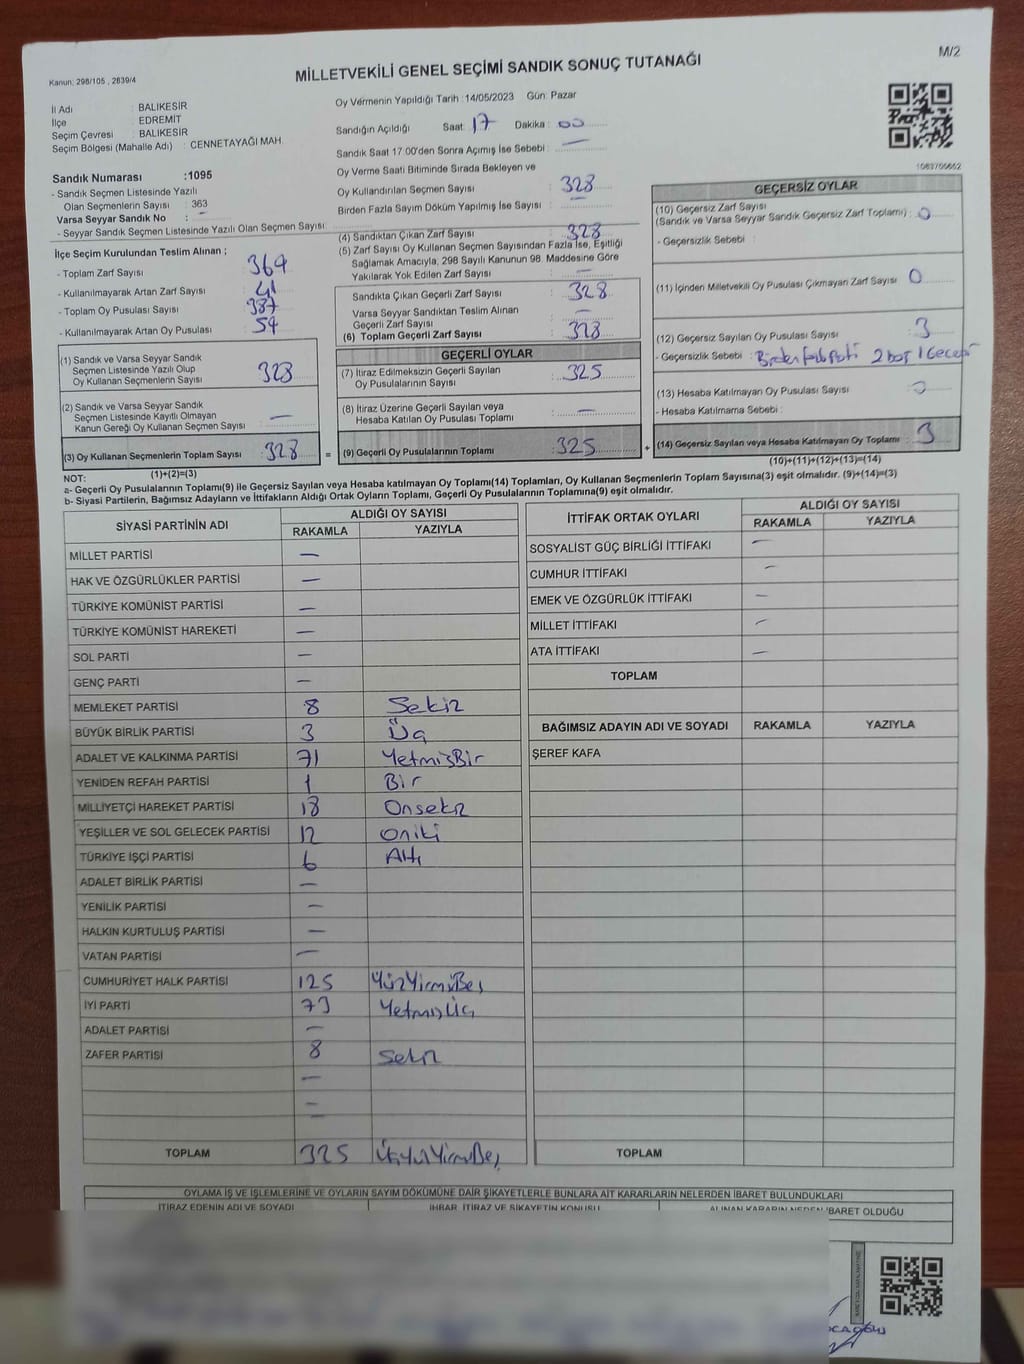 M/2
Kanun: 298/105 , 2839/4
MİLLETVEKİLİ GENEL SEÇİMİ SANDIK SONUÇ TUTANAĞI
İl Adı : BALIKESİR
İlçe : EDREMİT
Seçim Çevresi : BALIKESİR
Seçim Bölgesi (Mahalle Adı) : CENNETAYAĞI MAH.
Oy Vermenin Yapıldığı Tarih :14/05/2023 Gün: Pazar
Sandığın Açıldığı Saat: 17 Dakika : 00
Sandık Saat 17:00'den Sonra Açımış İse Sebebi : —
Oy Verme Saati Bitiminde Sırada Bekleyen ve
Oy Kullandırılan Seçmen Sayısı : 328
Birden Fazla Sayım Döküm Yapılmış İse Sayısı : —
Sandık Numarası :1095
- Sandık Seçmen Listesinde Yazılı
Olan Seçmenlerin Sayısı : 363
Varsa Seyyar Sandık No : —
- Seyyar Sandık Seçmen Listesinde Yazılı Olan Seçmen Sayısı:
İlçe Seçim Kurulundan Teslim Alınan ;
- Toplam Zarf Sayısı : 369
- Kullanılmayarak Artan Zarf Sayısı : 41
- Toplam Oy Pusulası Sayısı : 387
- Kullanılmayarak Artan Oy Pusulası : 59
(1) Sandık ve Varsa Seyyar Sandık
Seçmen Listesinde Yazılı Olup
Oy Kullanan Seçmenlerin Sayısı : 328
(2) Sandık ve Varsa Seyyar Sandık
Seçmen Listesinde Kayıtlı Olmayan
Kanun Gereği Oy Kullanan Seçmen Sayısı : —
(3) Oy Kullanan Seçmenlerin Toplam Sayısı : 328
(1)+(2)=(3)
(4) Sandıktan Çıkan Zarf Sayısı : 328
(5) Zarf Sayısı Oy Kullanan Seçmen Sayısından Fazla İse, Eşitliği
Sağlamak Amacıyla, 298 Sayılı Kanunun 98. Maddesine Göre
Yakılarak Yok Edilen Zarf Sayısı : —
Sandıkta Çıkan Geçerli Zarf Sayısı : 328
Varsa Seyyar Sandıktan Teslim Alınan
Geçerli Zarf Sayısı : —
(6) Toplam Geçerli Zarf Sayısı : 328
GEÇERLİ OYLAR
(7) İtiraz Edilmeksizin Geçerli Sayılan
Oy Pusulalarının Sayısı : 325
(8) İtiraz Üzerine Geçerli Sayılan veya
Hesaba Katılan Oy Pusulası Toplamı : —
= (9) Geçerli Oy Pusulalarının Toplamı : 325 +
1083706652
GEÇERSİZ OYLAR
(10) Geçersiz Zarf Sayısı
(Sandık ve Varsa Seyyar Sandık Geçersiz Zarf Toplamı) : 0
- Geçersizlik Sebebi :
(11) İçinden Milletvekili Oy Pusulası Çıkmayan Zarf Sayısı : 0
(12) Geçersiz Sayılan Oy Pusulası Sayısı : 3
- Geçersizlik Sebebi : 2 boş 1
(13) Hesaba Katılmayan Oy Pusulası Sayısı : 0
- Hesaba Katılmama Sebebi :
(14) Geçersiz Sayılan veya Hesaba Katılmayan Oy Toplamı : 3
(10)+(11)+(12)+(13)=(14)
NOT:
a- Geçerli Oy Pusulalarının Toplamı(9) ile Geçersiz Sayılan ve Hesaba katılmayan Oy Toplamı(14) Toplamları, Oy Kullanan Seçmenlerin Toplam Sayısına(3) eşit olmalıdır. (9)+(14)=(3)
b- Siyasi Partilerin, Bağımsız Adayların ve İttifakların Aldığı Ortak Oyların Toplamı, Geçerli Oy Pusulalarının Toplamına(9) eşit olmalıdır.
SİYASİ PARTİNİN ADI ALDIĞI OY SAYISI
RAKAMLA YAZIYLA
MİLLET PARTİSİ —
HAK VE ÖZGÜRLÜKLER PARTİSİ —
TÜRKİYE KOMÜNİST PARTİSİ —
TÜRKİYE KOMÜNİST HAREKETİ —
SOL PARTİ —
GENÇ PARTİ —
MEMLEKET PARTİSİ 8 Sekiz
BÜYÜK BİRLİK PARTİSİ 3 Üç
ADALET VE KALKINMA PARTİSİ 71 YetmişBir
YENİDEN REFAH PARTİSİ 1 Bir
MİLLİYETÇİ HAREKET PARTİSİ 18 Onsekiz
YEŞİLLER VE SOL GELECEK PARTİSİ 12 Oniki
TÜRKİYE İŞÇİ PARTİSİ 6 Altı
ADALET BİRLİK PARTİSİ —
YENİLİK PARTİSİ —
HALKIN KURTULUŞ PARTİSİ —
VATAN PARTİSİ —
CUMHURİYET HALK PARTİSİ 125 YüzYirmiBeş
İYİ PARTİ 73 YetmişÜç
ADALET PARTİSİ —
ZAFER PARTİSİ 8 Sekiz
—
—
TOPLAM 325 ÜçYüzYirmiBeş
İTTİFAK ORTAK OYLARI ALDIĞI OY SAYISI
RAKAMLA YAZIYLA
SOSYALİST GÜÇ BİRLİĞİ İTTİFAKI —
CUMHUR İTTİFAKI —
EMEK VE ÖZGÜRLÜK İTTİFAKI —
MİLLET İTTİFAKI —
ATA İTTİFAKI —
TOPLAM
BAĞIMSIZ ADAYIN ADI VE SOYADI RAKAMLA YAZIYLA
ŞEREF KAFA
TOPLAM
OYLAMA İŞ VE İŞLEMLERİNE VE OYLARIN SAYIM DÖKÜMÜNE DAİR ŞİKAYETLERLE BUNLARA AİT KARARLARIN NELERDEN İBARET BULUNDUKLARI
İTİRAZ EDENİN ADI VE SOYADI İHBAR, İTİRAZ VE ŞİKAYETİN KONUSU ALINAN KARARIN NEDEN İBARET OLDUĞU